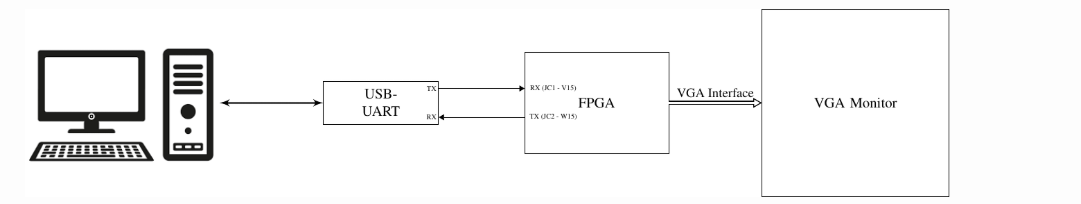 USB-
UART
TX
RX
RX (JC1 - V15)
FPGA
TX (JC2 - W15)
VGA Interface
VGA Monitor